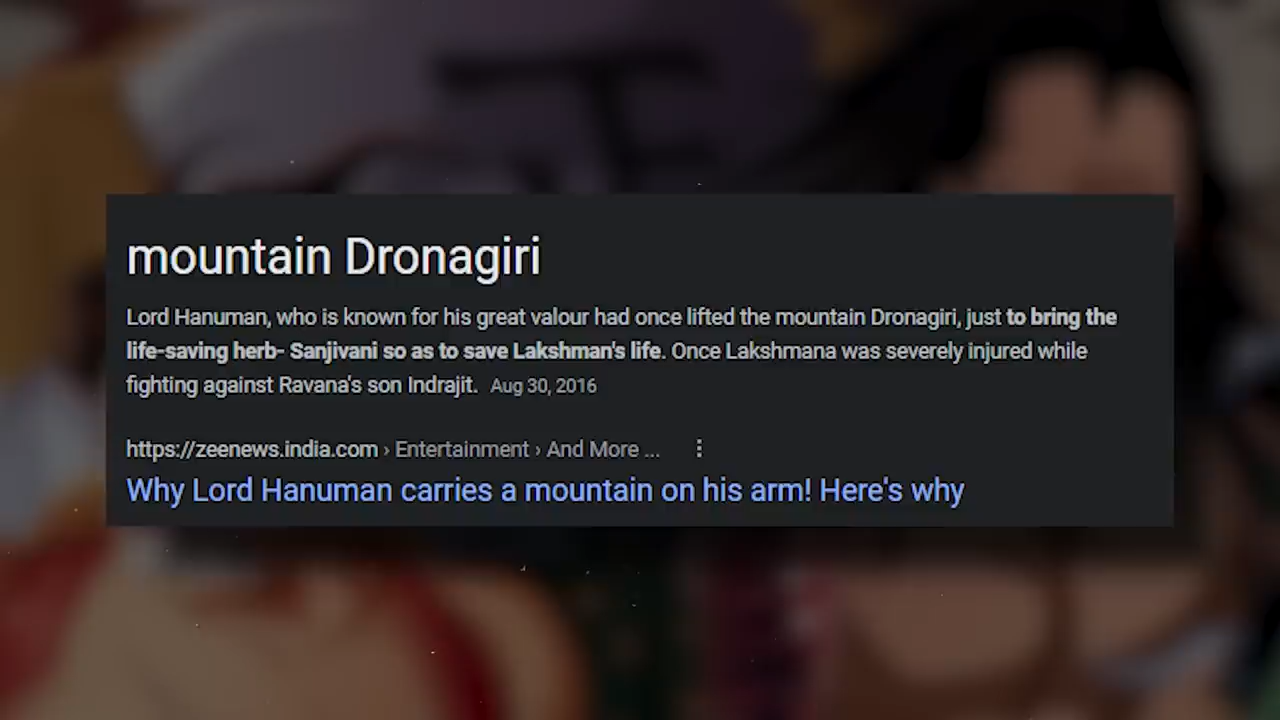 mountain Dronagiri
Lord Hanuman, who is known for his great valour had once lifted the mountain Dronagiri, just to bring the
life-saving herb- Sanjivani so as to save Lakshman's life. Once Lakshmana was severely injured while
fighting against Ravana's son Indrajit. Aug 30, 2016
https://zeenews.india.com › Entertainment › And More ...
Why Lord Hanuman carries a mountain on his arm! Here's why